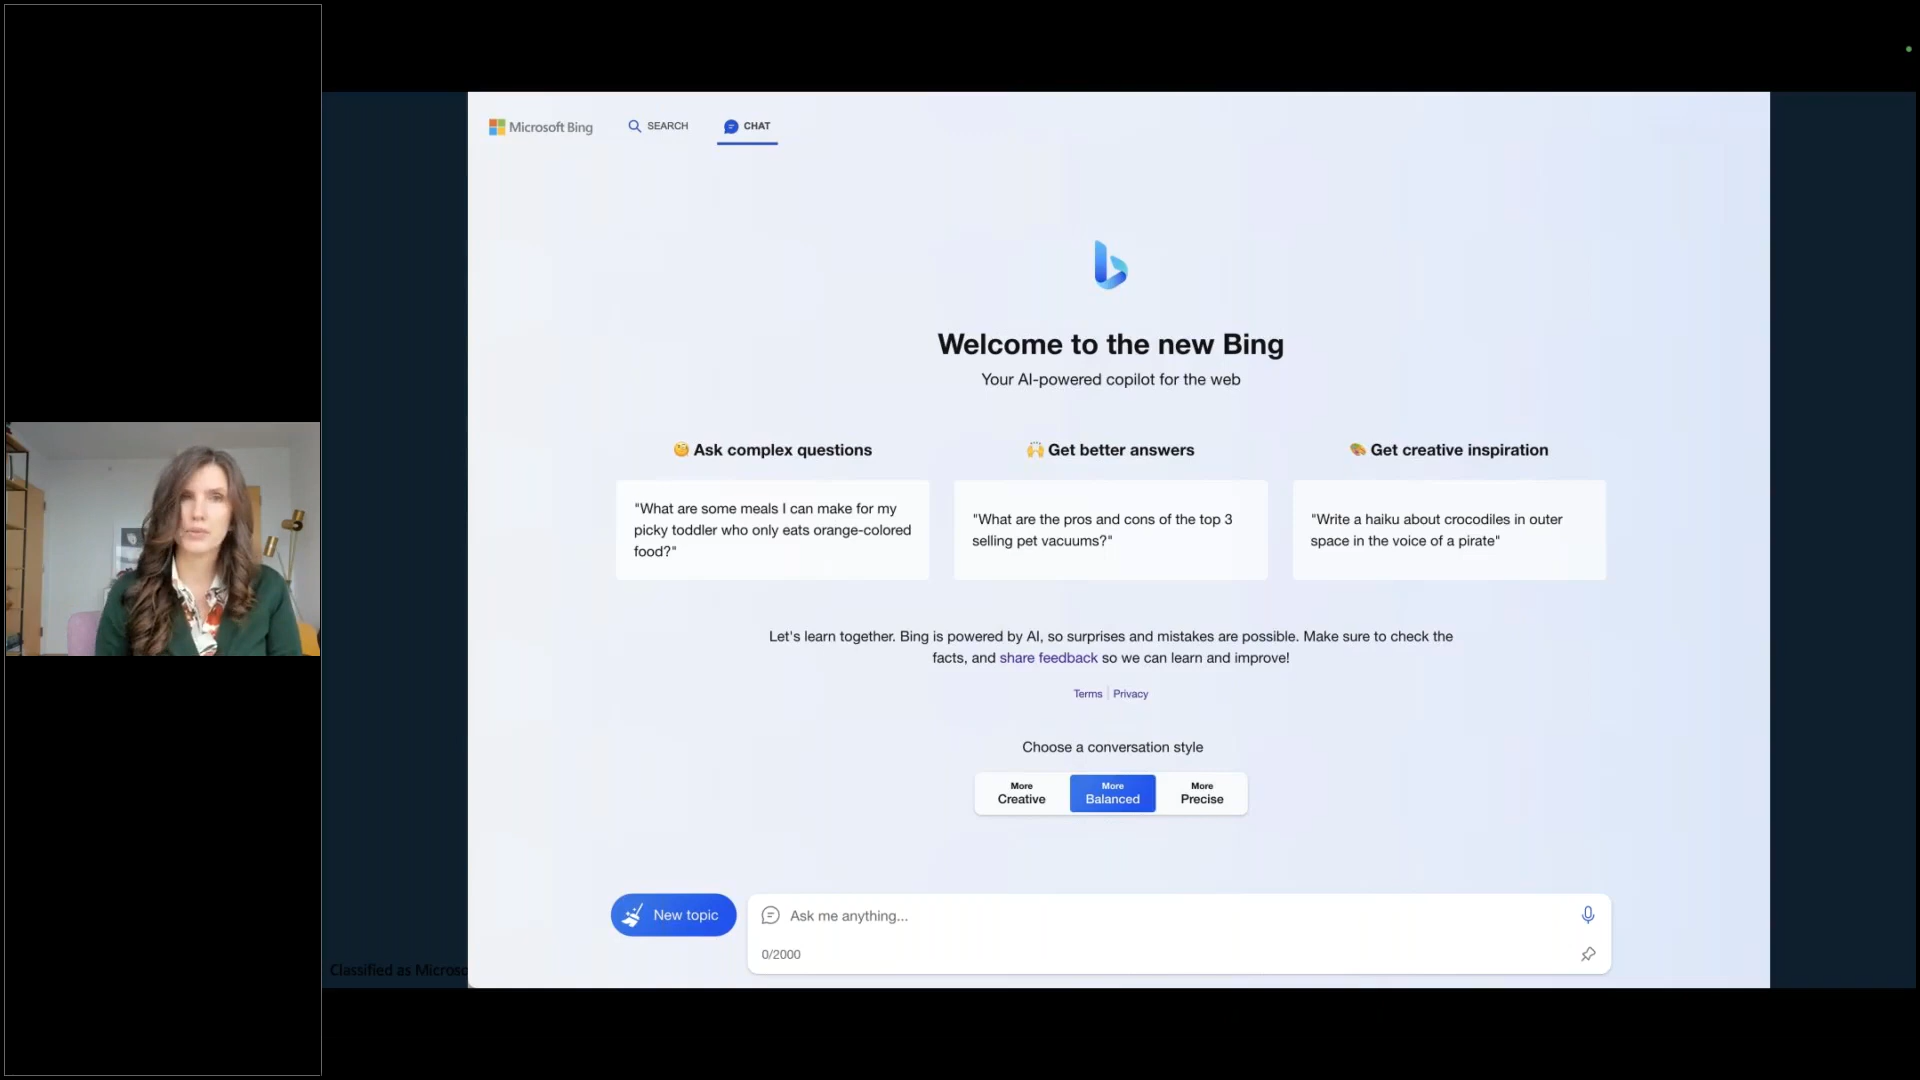 Microsoft Bing
SEARCH
CHAT
Welcome to the new Bing
Your AI-powered copilot for the web
Ask complex questions
"What are some meals I can make for my
picky toddler who only eats orange-colored
food?"
Get better answers
"What are the pros and cons of the top 3
selling pet vacuums?"
Get creative inspiration
"Write a haiku about crocodiles in outer
space in the voice of a pirate"
Let's learn together. Bing is powered by AI, so surprises and mistakes are possible. Make sure to check the
facts, and share feedback so we can learn and improve!
Terms | Privacy
Choose a conversation style
More
Creative
More
Balanced
More
Precise
New topic
Ask me anything...
0/2000
Classified as Microso